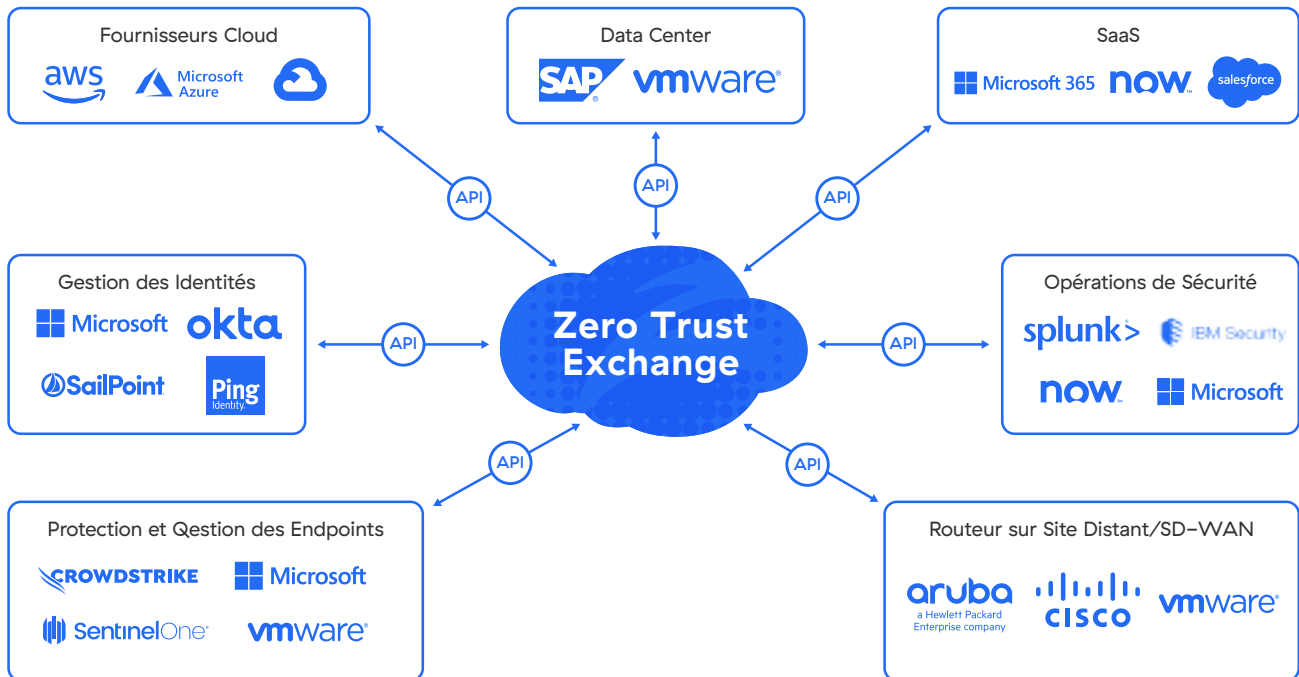 Fournisseurs Cloud
aws
Microsoft
Azure
Data Center
SAP
®
vmware®
SaaS
Microsoft 365
now™
salesforce
API
API
API
Gestion des Identités
Microsoft
okta
SailPoint
Ping
Identity®
API
Zero Trust
Exchange
API
Opérations de Sécurité
splunk>
IBM Security
now™
Microsoft
API
API
Protection et Qestion des Endpoints
CROWDSTRIKE
Microsoft
SentinelOne®
vmware®
Routeur sur Site Distant/SD-WAN
aruba
a Hewlett Packard
Enterprise company
CISCO
vmware®